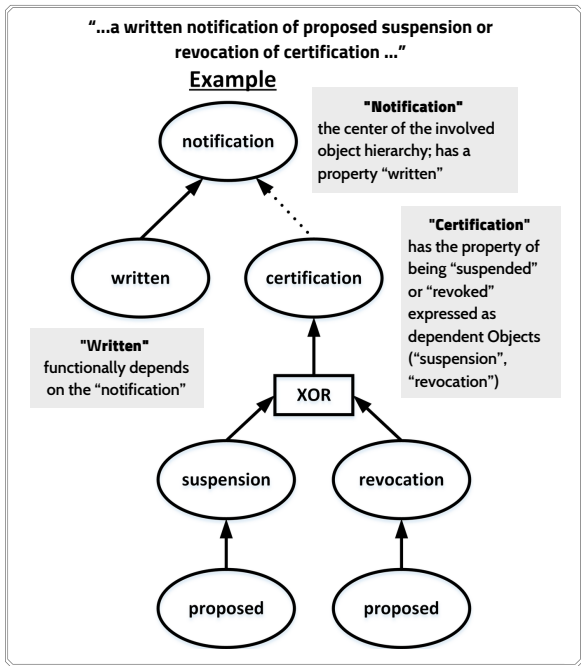 “...a written notification of proposed suspension or
revocation of certification ...”
Example
notification
"Notification"
the center of the involved
object hierarchy; has a
property “written”
written
certification
"Certification"
has the property of
being “suspended”
or “revoked”
expressed as
dependent Objects
(“suspension”,
“revocation”)
"Written"
functionally depends
on the “notification”
XOR
suspension
revocation
proposed
proposed